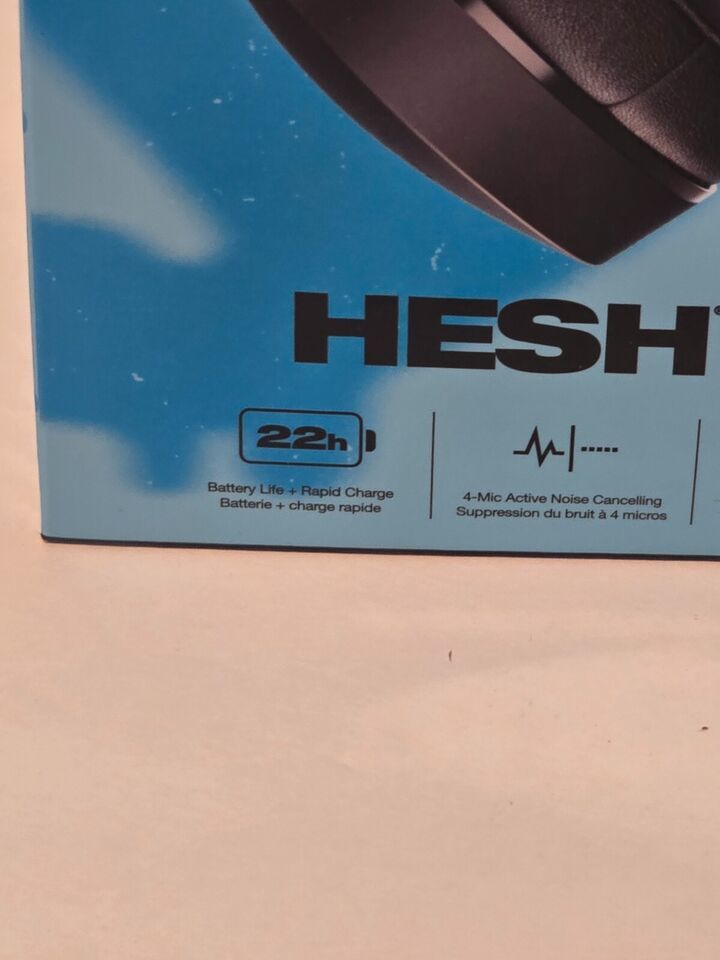 HESH
22h
Battery Life + Rapid Charge
Batterie + charge rapide
4-Mic Active Noise Cancelling
Suppression du bruit à 4 micros